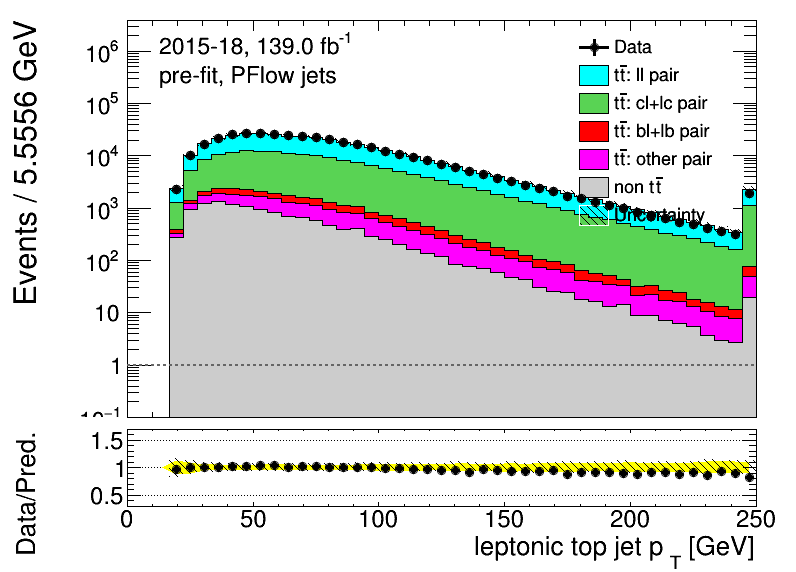 Events / 5.5556 GeV
10⁶
10⁵
10⁴
10³
10²
10
1
10⁻¹
2015-18, 139.0 fb⁻¹
pre-fit, PFlow jets
Data
tt̄: ll pair
tt̄: cl+lc pair
tt̄: bl+lb pair
tt̄: other pair
non tt̄
Uncertainty
Data/Pred.
1.5
1
0.5
0 50 100 150 200 250
leptonic top jet p_T [GeV]